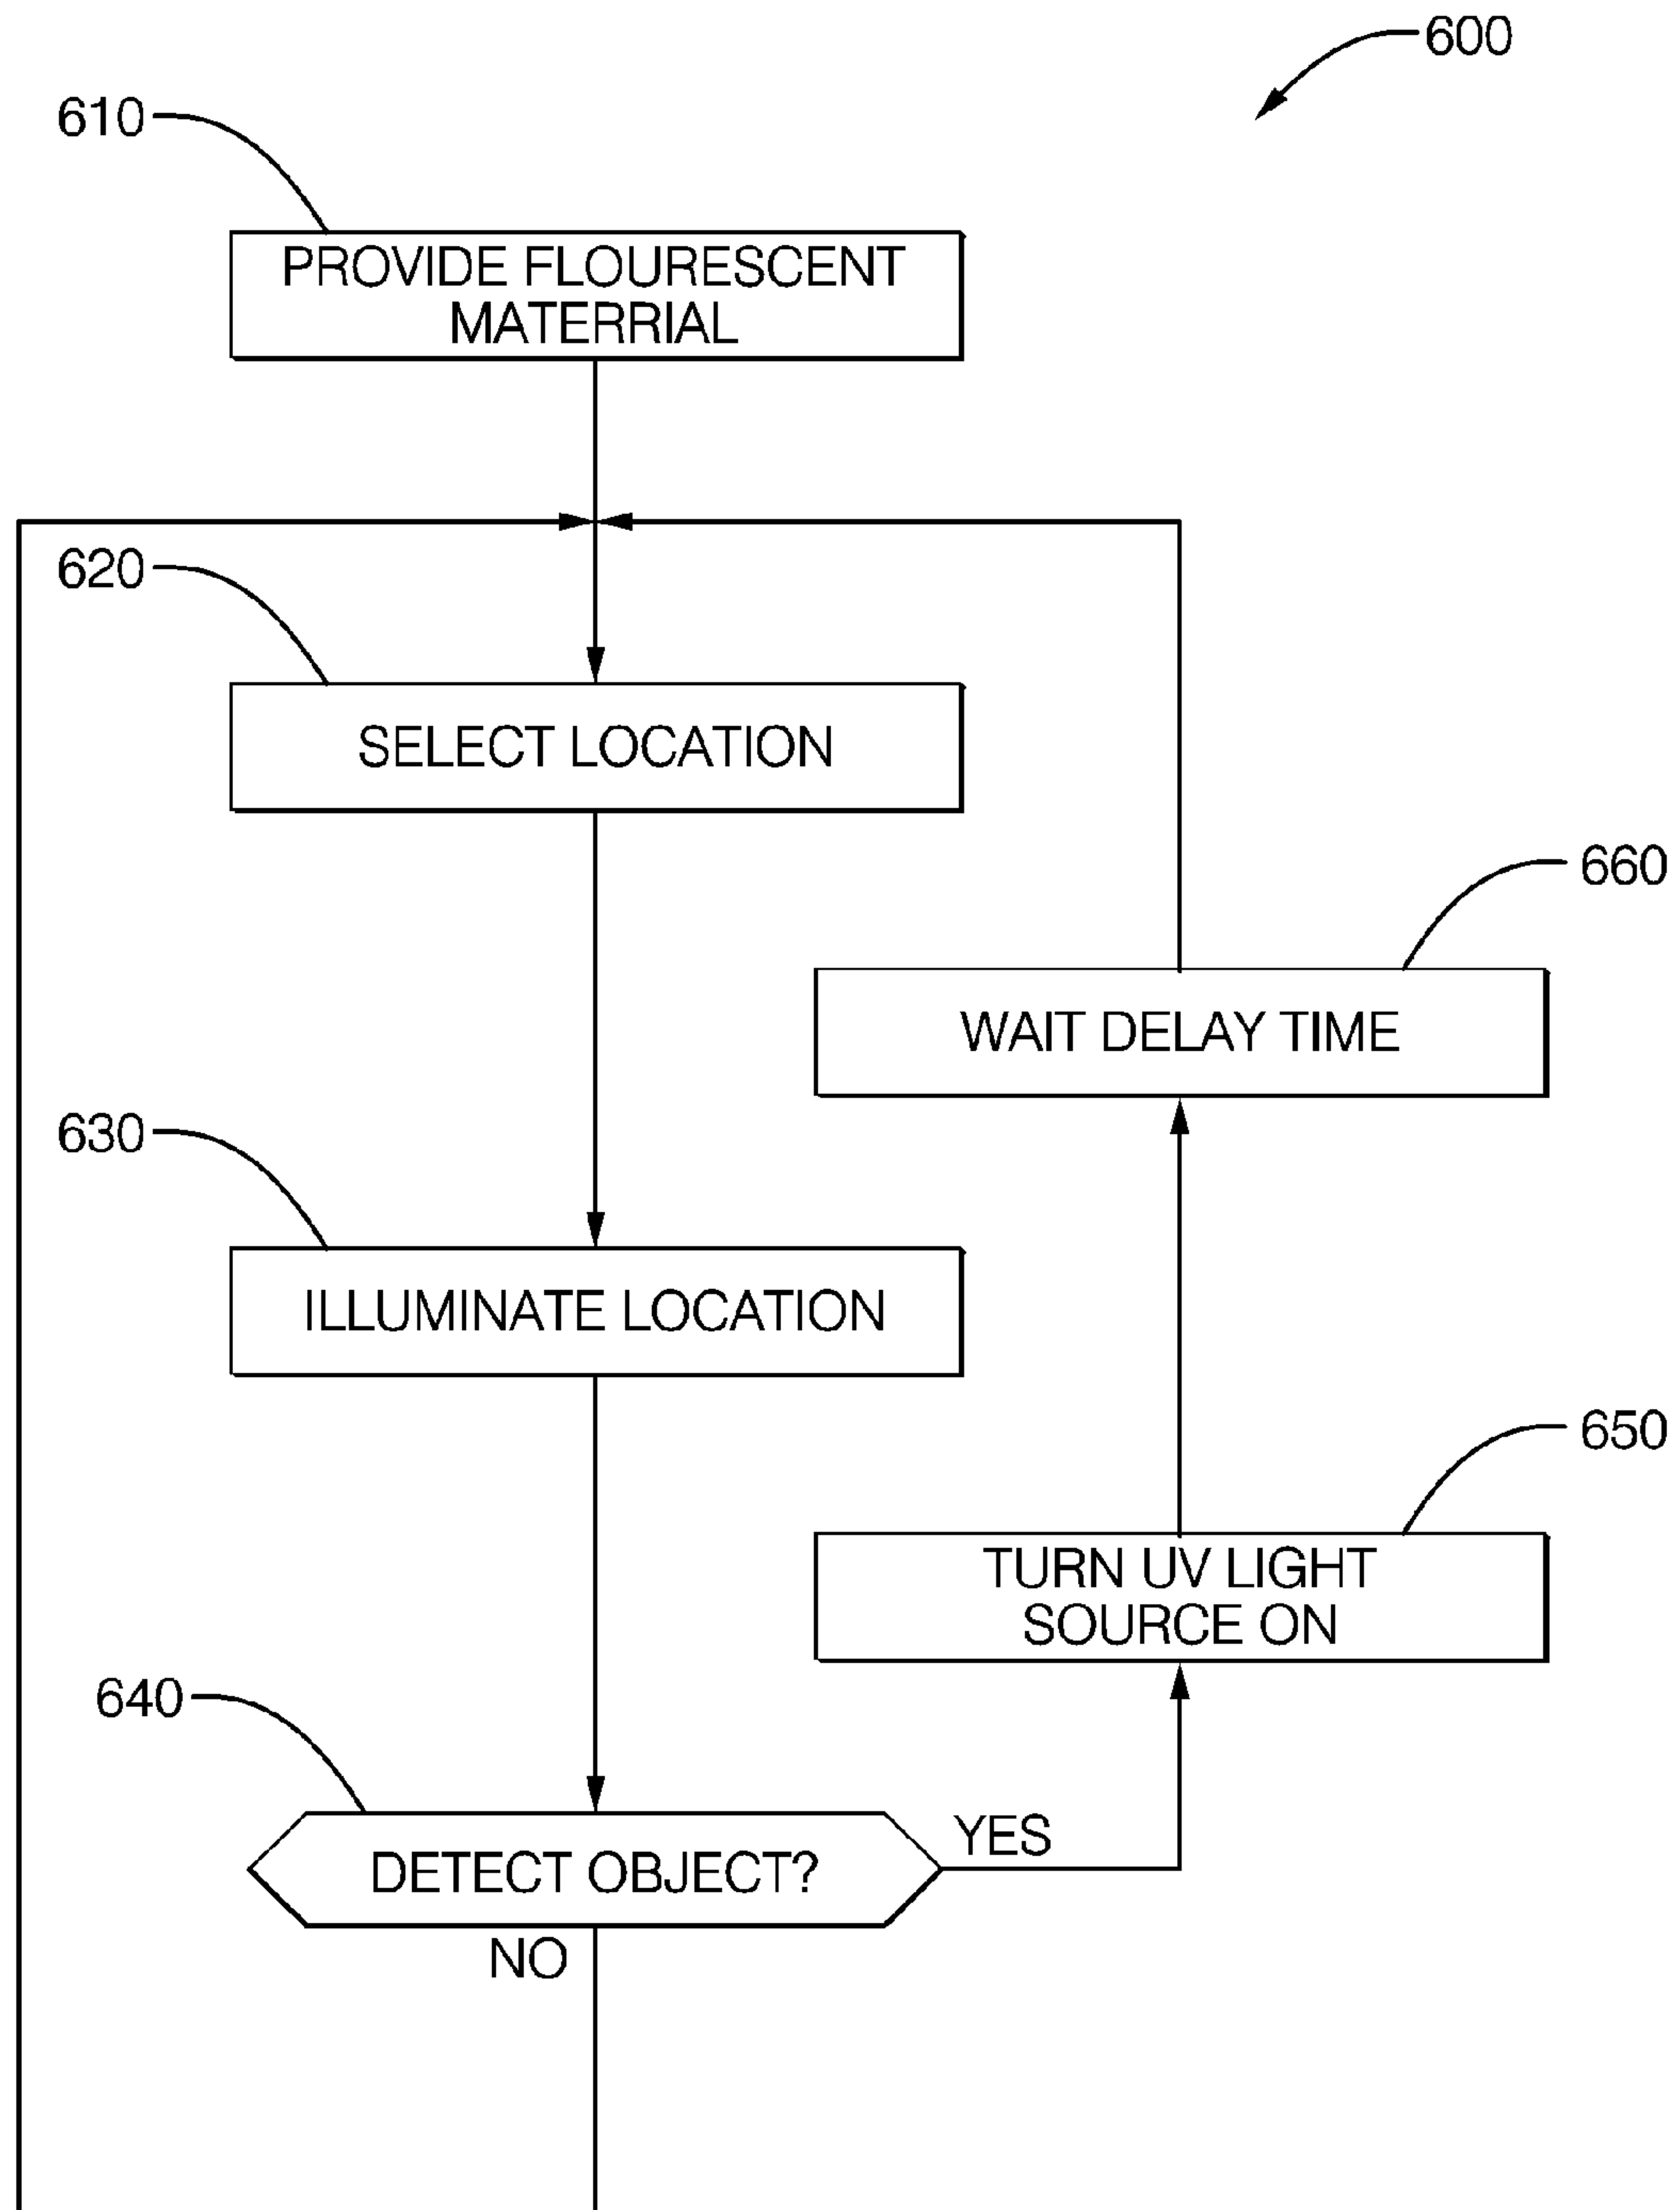 600
610
PROVIDE FLOURESCENT
MATERRIAL
620
SELECT LOCATION
660
WAIT DELAY TIME
630
ILLUMINATE LOCATION
650
TURN UV LIGHT
SOURCE ON
640
DETECT OBJECT?
YES
NO